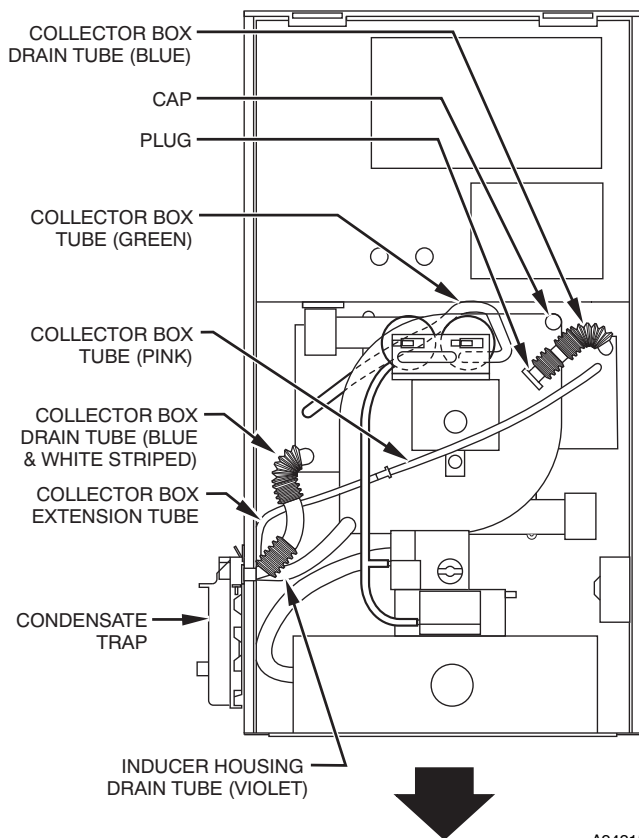 COLLECTOR BOX
DRAIN TUBE (BLUE)
CAP
PLUG
COLLECTOR BOX
TUBE (GREEN)
COLLECTOR BOX
TUBE (PINK)
COLLECTOR BOX
DRAIN TUBE (BLUE
& WHITE STRIPED)
COLLECTOR BOX
EXTENSION TUBE
CONDENSATE
TRAP
INDUCER HOUSING
DRAIN TUBE (VIOLET)